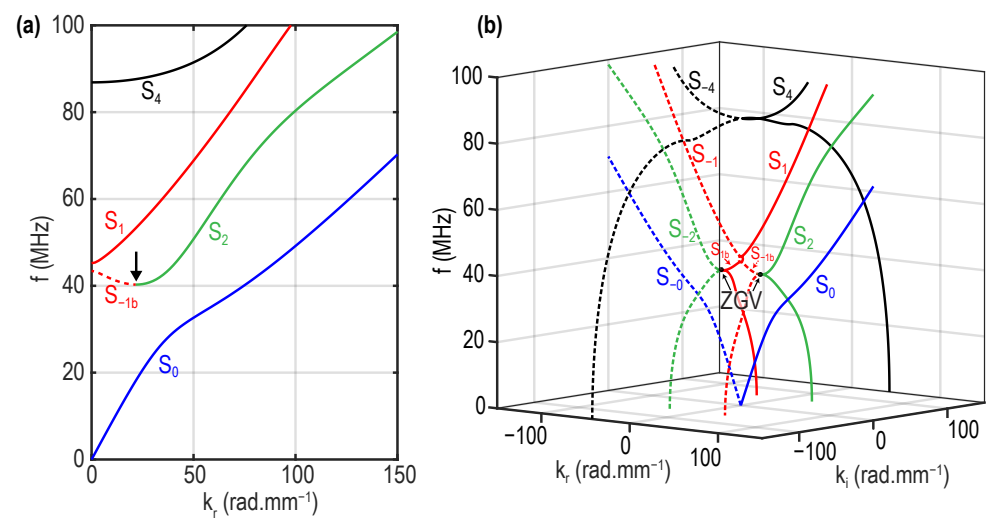 (a)
100
80
60
40
20
0
f (MHz)
S₄
S₁
S₂
S₋₁b
S₀
0
50
100
150
kᵣ (rad.mm⁻¹)
(b)
100
80
60
40
20
0
f (MHz)
S₋₄
S₄
S₋₁
S₁
S₋₂
S₁b
S₋₁b
S₂
S₋₀
ZGV
S₀
−100
0
100
kᵣ (rad.mm⁻¹)
−100
0
100
kᵢ (rad.mm⁻¹)